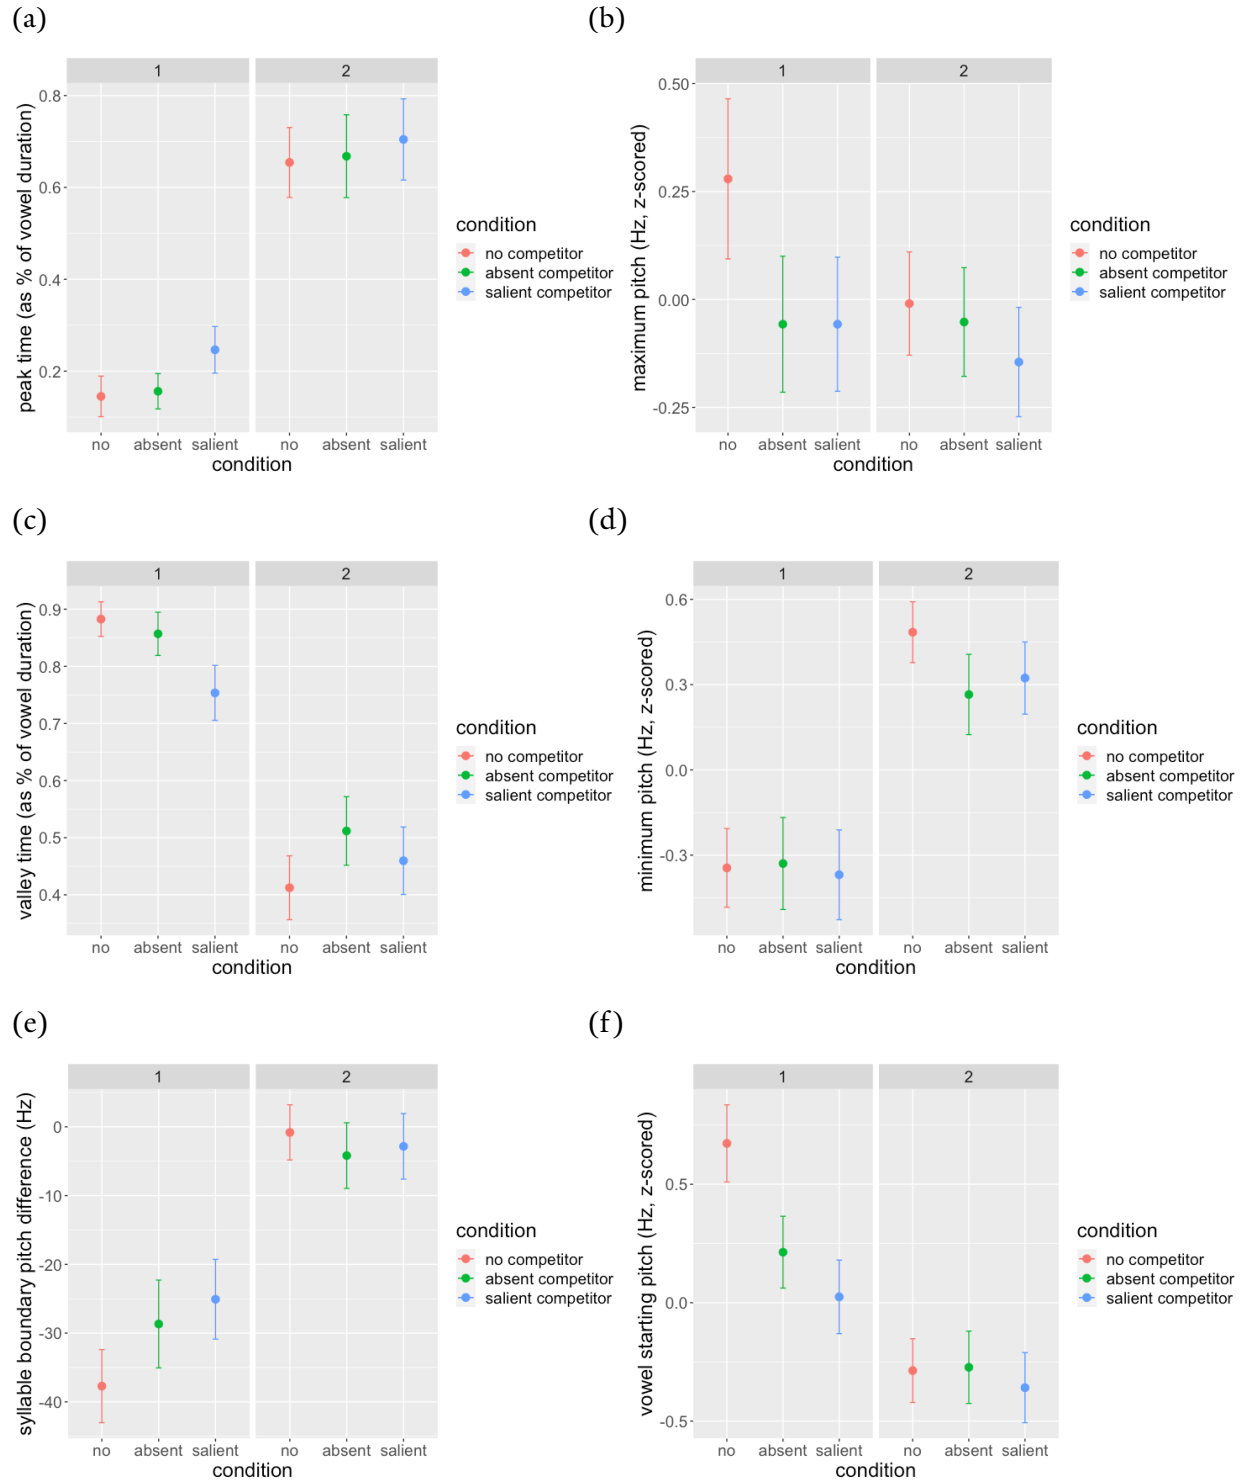 (a)
1 2
peak time (as % of vowel duration)
0.8
0.6
0.4
0.2
no absent salient no absent salient
condition
condition
no competitor
absent competitor
salient competitor
(b)
1 2
maximum pitch (Hz, z-scored)
0.50
0.25
0.00
-0.25
no absent salient no absent salient
condition
condition
no competitor
absent competitor
salient competitor
(c)
1 2
valley time (as % of vowel duration)
0.9
0.8
0.7
0.6
0.5
0.4
no absent salient no absent salient
condition
condition
no competitor
absent competitor
salient competitor
(d)
1 2
minimum pitch (Hz, z-scored)
0.6
0.3
0.0
-0.3
no absent salient no absent salient
condition
condition
no competitor
absent competitor
salient competitor
(e)
1 2
syllable boundary pitch difference (Hz)
0
-10
-20
-30
-40
no absent salient no absent salient
condition
condition
no competitor
absent competitor
salient competitor
(f)
1 2
vowel starting pitch (Hz, z-scored)
0.5
0.0
-0.5
no absent salient no absent salient
condition
condition
no competitor
absent competitor
salient competitor